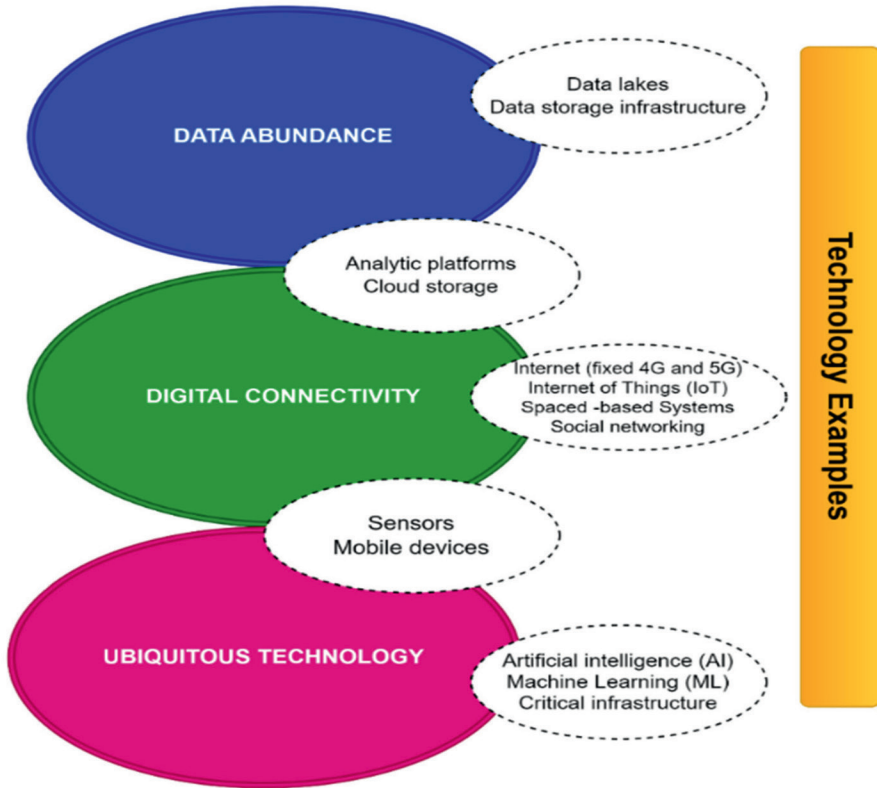 DATA ABUNDANCE
Data lakes
Data storage infrastructure
Analytic platforms
Cloud storage
DIGITAL CONNECTIVITY
Internet (fixed 4G and 5G)
Internet of Things (IoT)
Spaced -based Systems
Social networking
Sensors
Mobile devices
UBIQUITOUS TECHNOLOGY
Artificial intelligence (AI)
Machine Learning (ML)
Critical infrastructure
Technology Examples